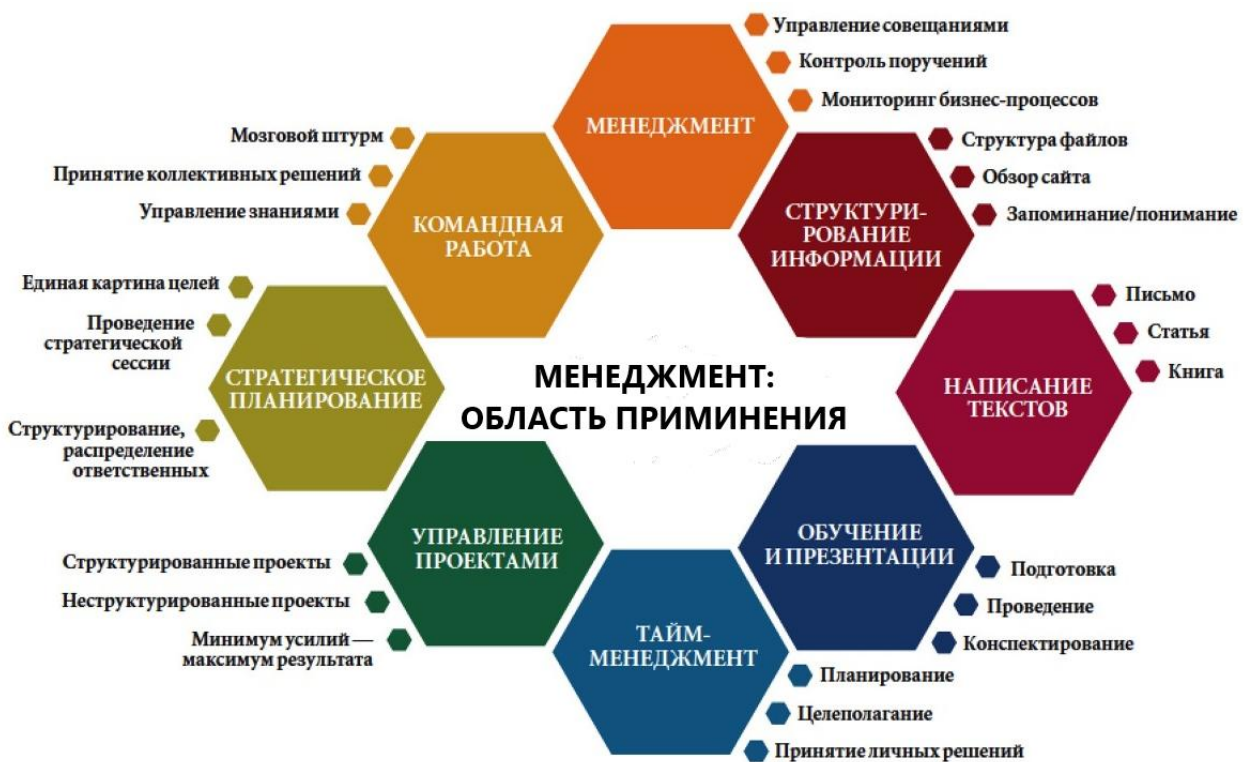 Управление совещаниями
Контроль поручений
Мониторинг бизнес-процессов
МЕНЕДЖМЕНТ
Структура файлов
Обзор сайта
Запоминание/понимание
СТРУКТУРИ-
РОВАНИЕ
ИНФОРМАЦИИ
Мозговой штурм
Принятие коллективных решений
Управление знаниями
КОМАНДНАЯ
РАБОТА
Единая картина целей
Проведение
стратегической
сессии
Структурирование,
распределение
ответственных
СТРАТЕГИЧЕСКОЕ
ПЛАНИРОВАНИЕ
МЕНЕДЖМЕНТ:
ОБЛАСТЬ ПРИМИНЕНИЯ
Письмо
Статья
Книга
НАПИСАНИЕ
ТЕКСТОВ
УПРАВЛЕНИЕ
ПРОЕКТАМИ
Структурированные проекты
Неструктурированные проекты
Минимум усилий —
максимум результата
ОБУЧЕНИЕ
И ПРЕЗЕНТАЦИИ
Подготовка
Проведение
Конспектирование
ТАЙМ-
МЕНЕДЖМЕНТ
Планирование
Целеполагание
Принятие личных решений